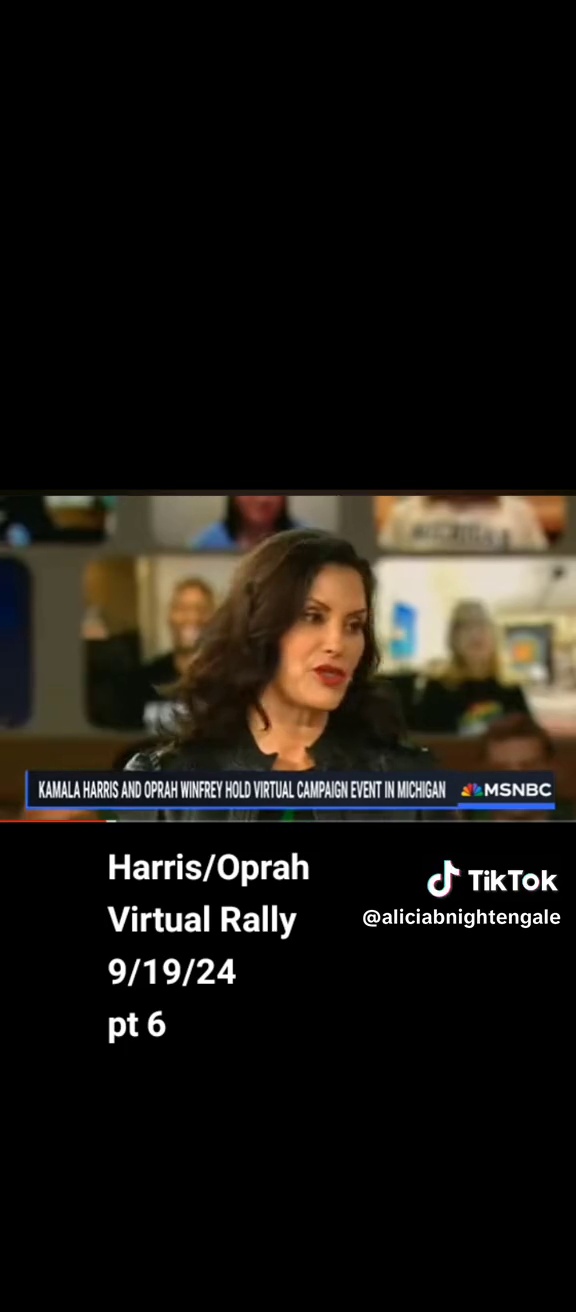 MICHIGAN
KAMALA HARRIS AND OPRAH WINFREY HOLD VIRTUAL CAMPAIGN EVENT IN MICHIGAN
MSNBC
Harris/Oprah
Virtual Rally
9/19/24
pt 6
TikTok
@aliciabnightengale